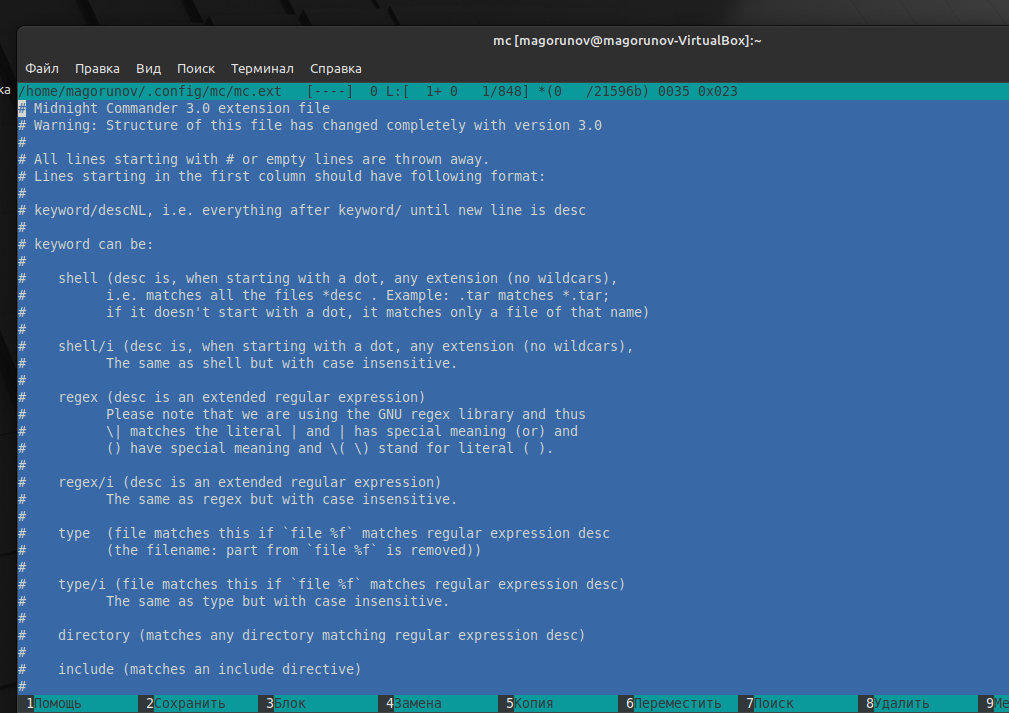 mc [magorunov@magorunov-VirtualBox]:~
Файл Правка Вид Поиск Терминал Справка
ка
/home/magorunov/.config/mc/mc.ext [----] 0 L:[ 1+ 0 1/848] *(0 /21596b) 0035 0x023
# Midnight Commander 3.0 extension file
# Warning: Structure of this file has changed completely with version 3.0
#
# All lines starting with # or empty lines are thrown away.
# Lines starting in the first column should have following format:
#
# keyword/descNL, i.e. everything after keyword/ until new line is desc
#
# keyword can be:
#
# shell (desc is, when starting with a dot, any extension (no wildcars),
# i.e. matches all the files *desc . Example: .tar matches *.tar;
# if it doesn't start with a dot, it matches only a file of that name)
#
# shell/i (desc is, when starting with a dot, any extension (no wildcars),
# The same as shell but with case insensitive.
#
# regex (desc is an extended regular expression)
# Please note that we are using the GNU regex library and thus
# \| matches the literal | and | has special meaning (or) and
# () have special meaning and \( \) stand for literal ( ).
#
# regex/i (desc is an extended regular expression)
# The same as regex but with case insensitive.
#
# type (file matches this if `file %f` matches regular expression desc
# (the filename: part from `file %f` is removed))
#
# type/i (file matches this if `file %f` matches regular expression desc)
# The same as type but with case insensitive.
#
# directory (matches any directory matching regular expression desc)
#
# include (matches an include directive)
#
1Помощь 2Сохранить 3Блок 4Замена 5Копия 6Переместить 7Поиск 8Удалить 9Ме